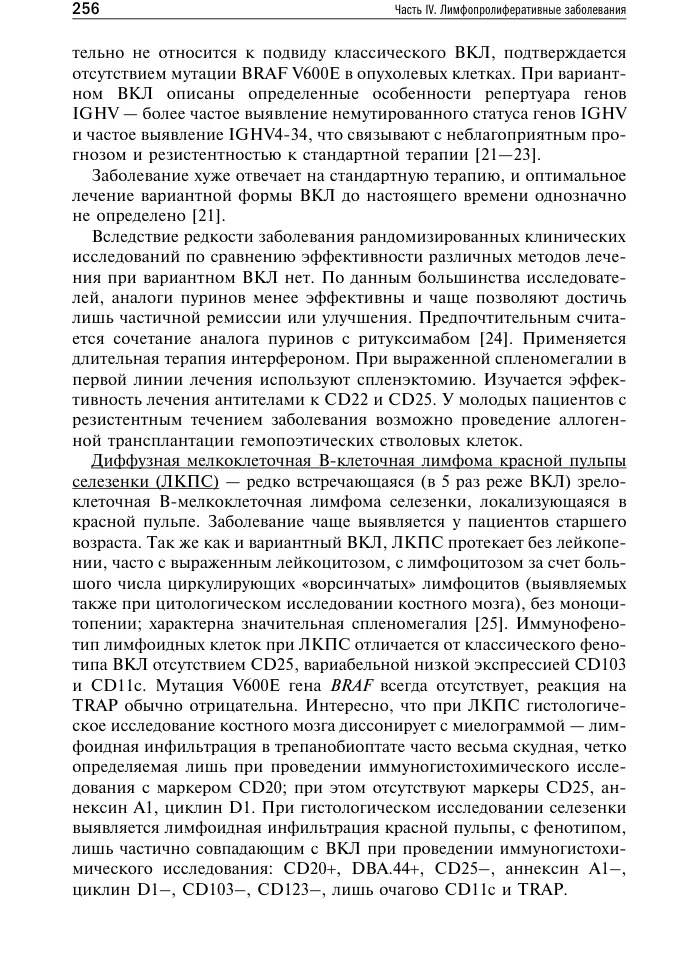 256
Часть IV. Лимфопролиферативные заболевания
тельно не относится к подвиду классического ВКЛ, подтверждается
отсутствием мутации BRAF V600E в опухолевых клетках. При вариант-
ном ВКЛ описаны определенные особенности репертуара генов
IGHV — более частое выявление немутированного статуса генов IGHV
и частое выявление IGHV4-34, что связывают с неблагоприятным про-
гнозом и резистентностью к стандартной терапии [21—23].
Заболевание хуже отвечает на стандартную терапию, и оптимальное
лечение вариантной формы ВКЛ до настоящего времени однозначно
не определено [21].
Вследствие редкости заболевания рандомизированных клинических
исследований по сравнению эффективности различных методов лече-
ния при вариантном ВКЛ нет. По данным большинства исследовате-
лей, аналоги пуринов менее эффективны и чаще позволяют достичь
лишь частичной ремиссии или улучшения. Предпочтительным счита-
ется сочетание аналога пуринов с ритуксимабом [24]. Применяется
длительная терапия интерфероном. При выраженной спленомегалии в
первой линии лечения используют спленэктомию. Изучается эффек-
тивность лечения антителами к CD22 и CD25. У молодых пациентов с
резистентным течением заболевания возможно проведение аллоген-
ной трансплантации гемопоэтических стволовых клеток.
Диффузная мелкоклеточная В-клеточная лимфома красной пульпы
селезенки (ЛКПС) — редко встречающаяся (в 5 раз реже ВКЛ) зрело-
клеточная В-мелкоклеточная лимфома селезенки, локализующаяся в
красной пульпе. Заболевание чаще выявляется у пациентов старшего
возраста. Так же как и вариантный ВКЛ, ЛКПС протекает без лейкопе-
нии, часто с выраженным лейкоцитозом, с лимфоцитозом за счет боль-
шого числа циркулирующих «ворсинчатых» лимфоцитов (выявляемых
также при цитологическом исследовании костного мозга), без моноци-
топении; характерна значительная спленомегалия [25]. Иммунофено-
тип лимфоидных клеток при ЛКПС отличается от классического фено-
типа ВКЛ отсутствием CD25, вариабельной низкой экспрессией CD103
и CD11c. Мутация V600E гена BRAF всегда отсутствует, реакция на
TRAP обычно отрицательна. Интересно, что при ЛКПС гистологиче-
ское исследование костного мозга диссонирует с миелограммой — лим-
фоидная инфильтрация в трепанобиоптате часто весьма скудная, четко
определяемая лишь при проведении иммуногистохимического иссле-
дования с маркером CD20; при этом отсутствуют маркеры CD25, ан-
нексин А1, циклин D1. При гистологическом исследовании селезенки
выявляется лимфоидная инфильтрация красной пульпы, с фенотипом,
лишь частично совпадающим с ВКЛ при проведении иммуногистохи-
мического исследования: CD20+, DBA.44+, CD25−, аннексин А1−,
циклин D1−, CD103−, CD123−, лишь очагово CD11c и TRAP.